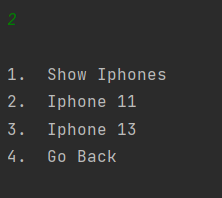 2
1. Show Iphones
2. Iphone 11
3. Iphone 13
4. Go Back